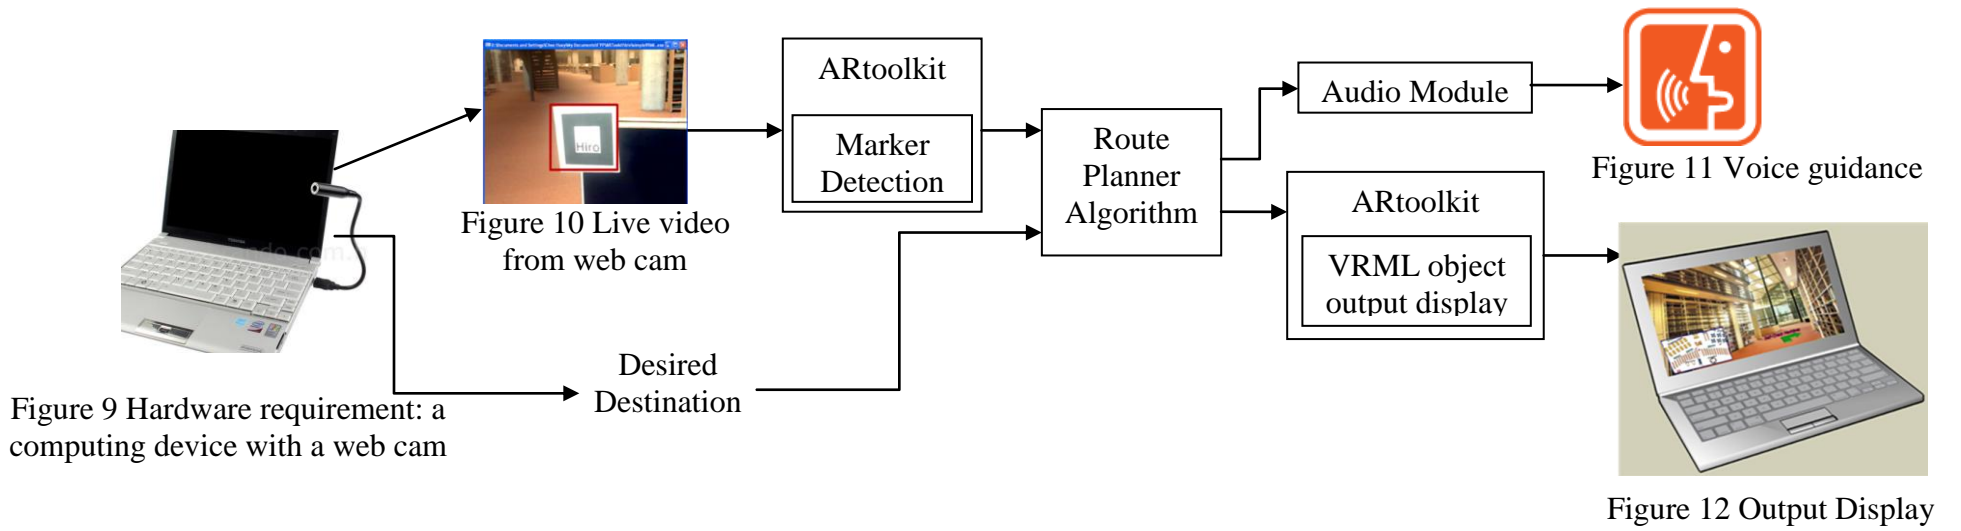 ARtoolkit
Marker
Detection
Hiro
Figure 10 Live video
from web cam
Route
Planner
Algorithm
Audio Module
Figure 11 Voice guidance
ARtoolkit
VRML object
output display
Desired
Destination
Figure 9 Hardware requirement: a
computing device with a web cam
Figure 12 Output Display